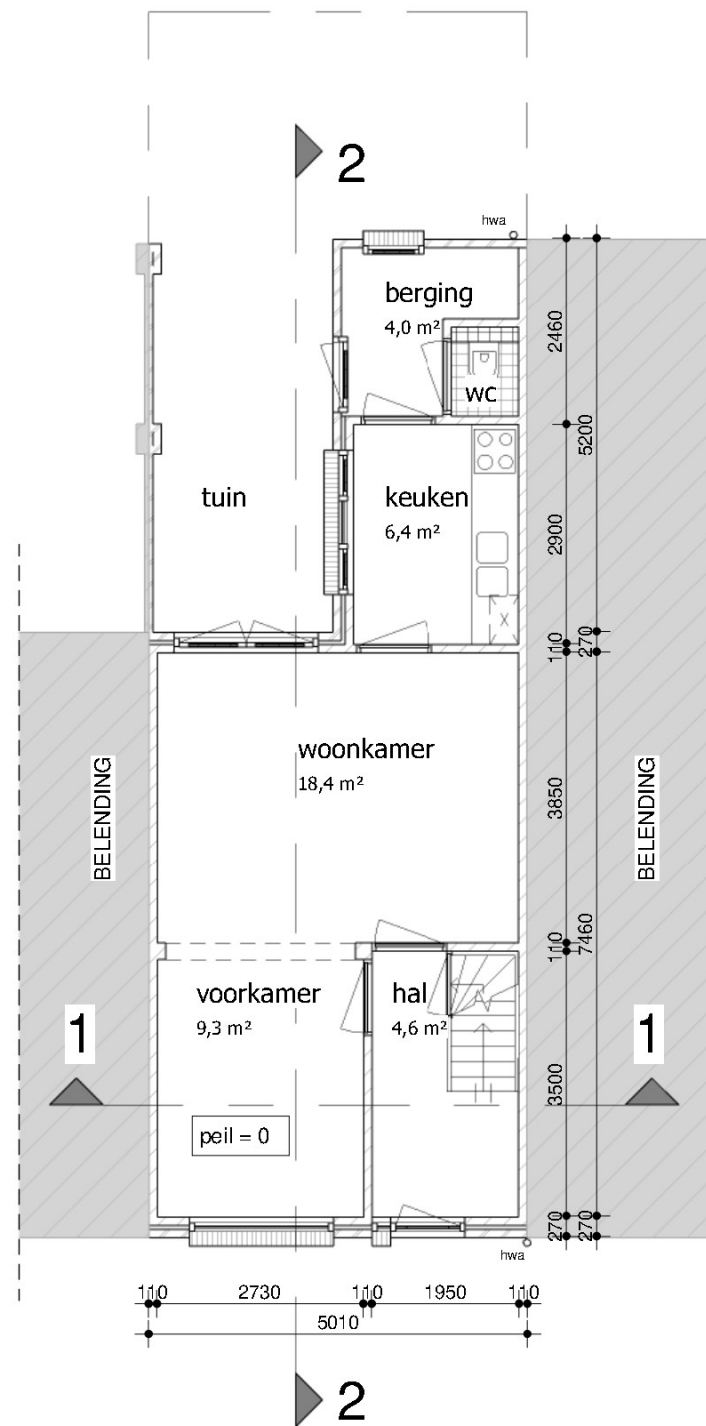 2
hwa
berging
4,0 m²
wc
2460
5200
tuin
keuken
6,4 m²
2900
110
270
woonkamer
18,4 m²
BELENDING
BELENDING
3850
110
7460
voorkamer
9,3 m²
hal
4,6 m²
1
1
3500
peil = 0
270
270
hwa
110
2730
110
1950
110
5010
2